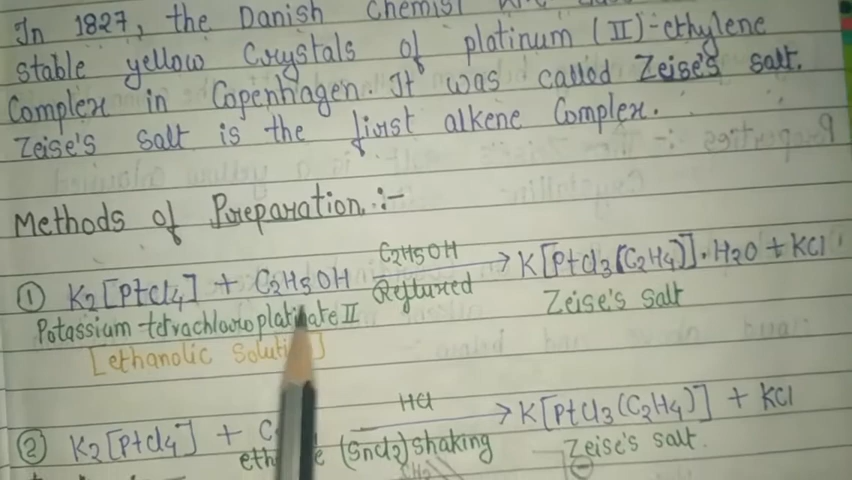 In 1827, the Danish Chemist
stable yellow Crystals of platinum (II)-ethylene
Complex in Copenhagen. It was called Zeise's salt.
Zeise's salt is the first alkene Complex.
Methods of Preparation :-
① K2[PtCl4] + C2H5OH C2H5OH Refluxed → K[PtCl3(C2H4)]·H2O + KCl
Potassium tetrachloroplatinate II Zeise's salt
[ethanolic
② K2[PtCl4] + HCl → K[PtCl3(C2H4)] + KCl
(SnCl2) shaking Zeise's salt.